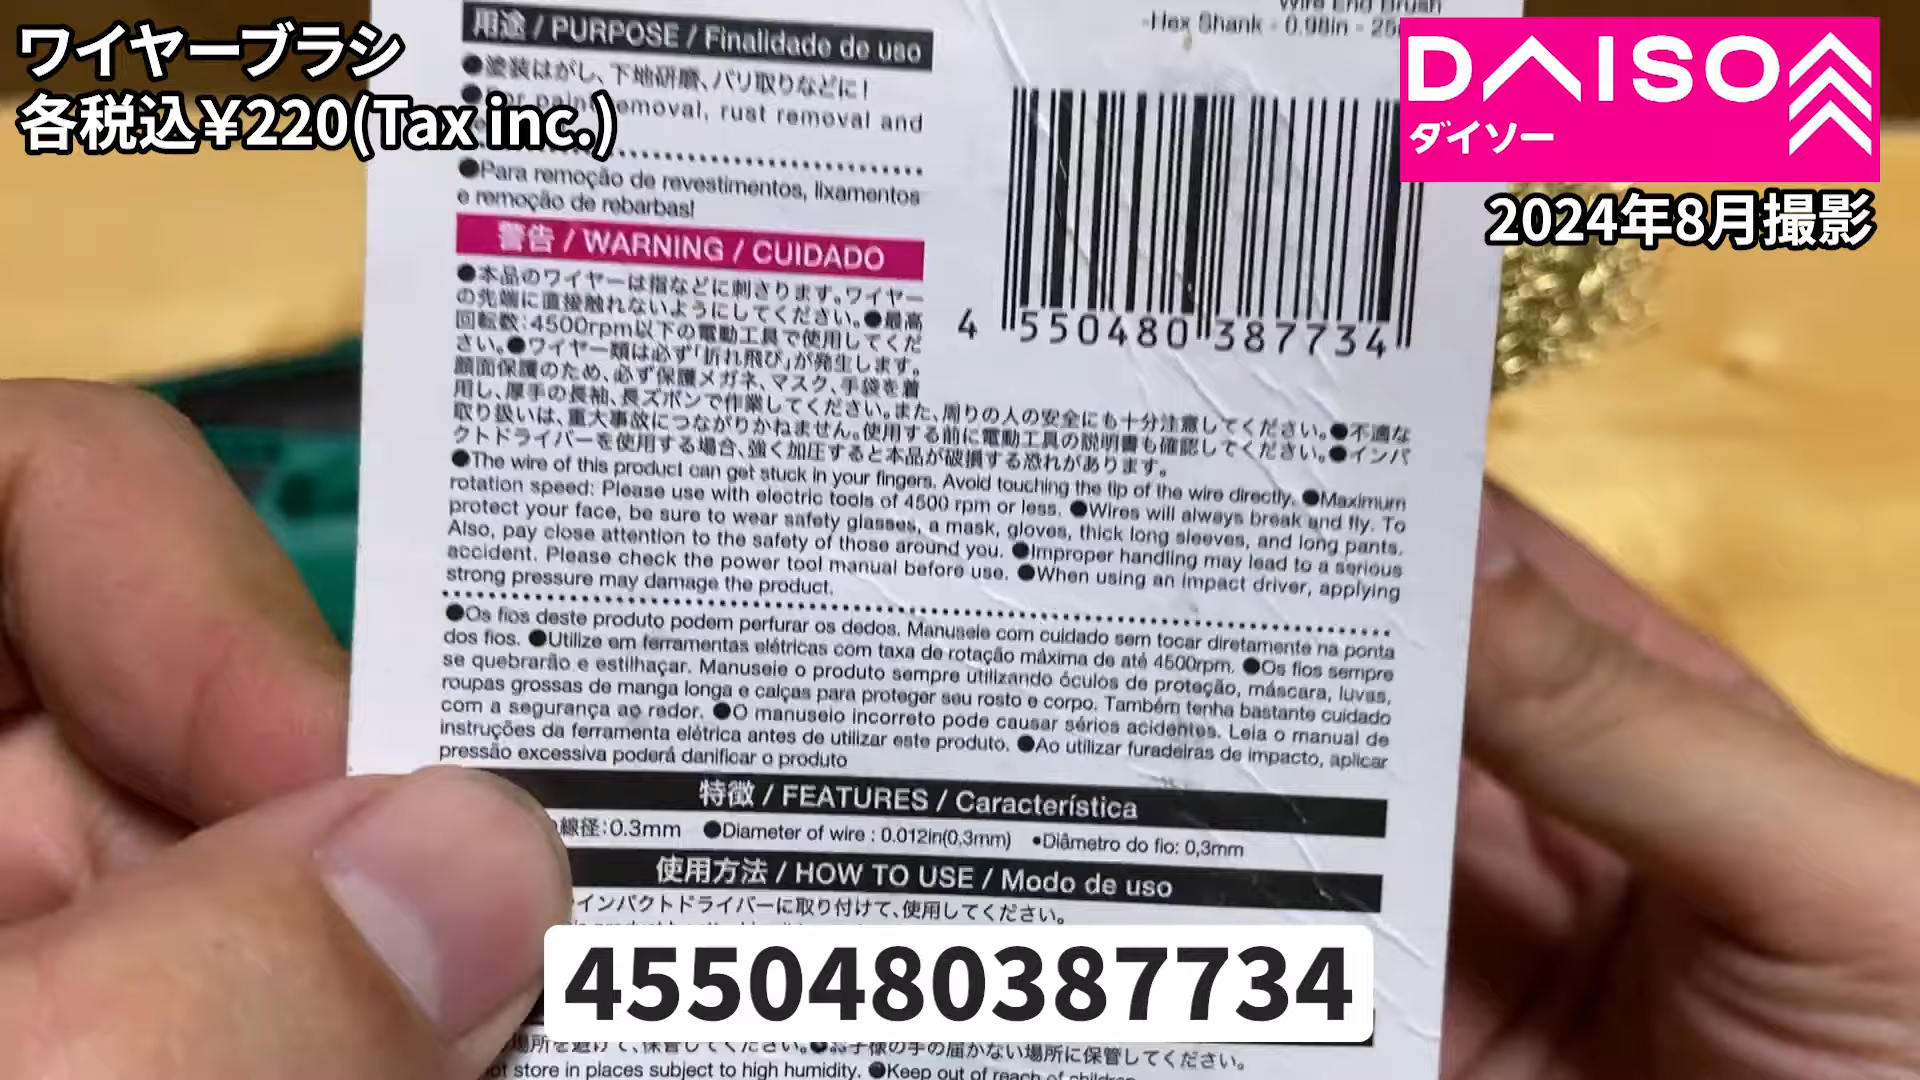 ワイヤーブラシ
各税込¥220(Tax inc.)
DAISO
ダイソー
2024年8月撮影
Wire End Brush
-Hex Shank - 0.98in - 25
用途 / PURPOSE / Finalidade de uso
●塗装はがし、下地研磨、バリ取りなどに!
emoval, rust removal and
●Para remoção de revestimentos, lixamentos
e remoção de rebarbas!
4 550480 387734
警告 / WARNING / CUIDADO
●本品のワイヤーは指などに刺さります。ワイヤー
の先端に直接触れないようにしてください。●最高
回転数:4500rpm以下の電動工具で使用してくだ
さい。●ワイヤー類は必ず「折れ飛び」が発生します。
顔面保護のため、必ず保護メガネ、マスク、手袋を着
用し、厚手の長袖、長ズボンで作業してください。また、周りの人の安全にも十分注意してください。●不適な
取り扱いは、重大事故につながりかねません。使用する前に電動工具の説明書も確認してください。●インパ
クトドライバーを使用する場合、強く加圧すると本品が破損する恐れがあります。
●The wire of this product can get stuck in your fingers. Avoid touching the tip of the wire directly. ●Maximum
rotation speed: Please use with electric tools of 4500 rpm or less. ●Wires will always break and fly. To
protect your face, be sure to wear safety glasses, a mask, gloves, thick long sleeves, and long pants.
Also, pay close attention to the safety of those around you. ●Improper handling may lead to a serious
accident. Please check the power tool manual before use. ●When using an impact driver, applying
strong pressure may damage the product.
●Os fios deste produto podem perfurar os dedos. Manuseie com cuidado sem tocar diretamente na ponta
dos fios. ●Utilize em ferramentas elétricas com taxa de rotação máxima de até 4500rpm. ●Os fios sempre
se quebrarão e estilhaçar. Manuseie o produto sempre utilizando óculos de proteção, máscara, luvas,
roupas grossas de manga longa e calças para proteger seu rosto e corpo. Também tenha bastante cuidado
com a segurança ao redor. ●O manuseio incorreto pode causar sérios acidentes. Leia o manual de
instruções da ferramenta elétrica antes de utilizar este produto. ●Ao utilizar furadeiras de impacto, aplicar
pressão excessiva poderá danificar o produto
特徴 / FEATURES / Característica
線径:0.3mm ●Diameter of wire : 0.012in(0.3mm) •Diâmetro do fio: 0,3mm
使用方法 / HOW TO USE / Modo de uso
インパクトドライバーに取り付けて、使用してください。
4550480387734
場所を避けて、保管してください。●お子様の手の届かない場所に保管してください。
store in places subject to high humidity. ●Keep out of reach of children